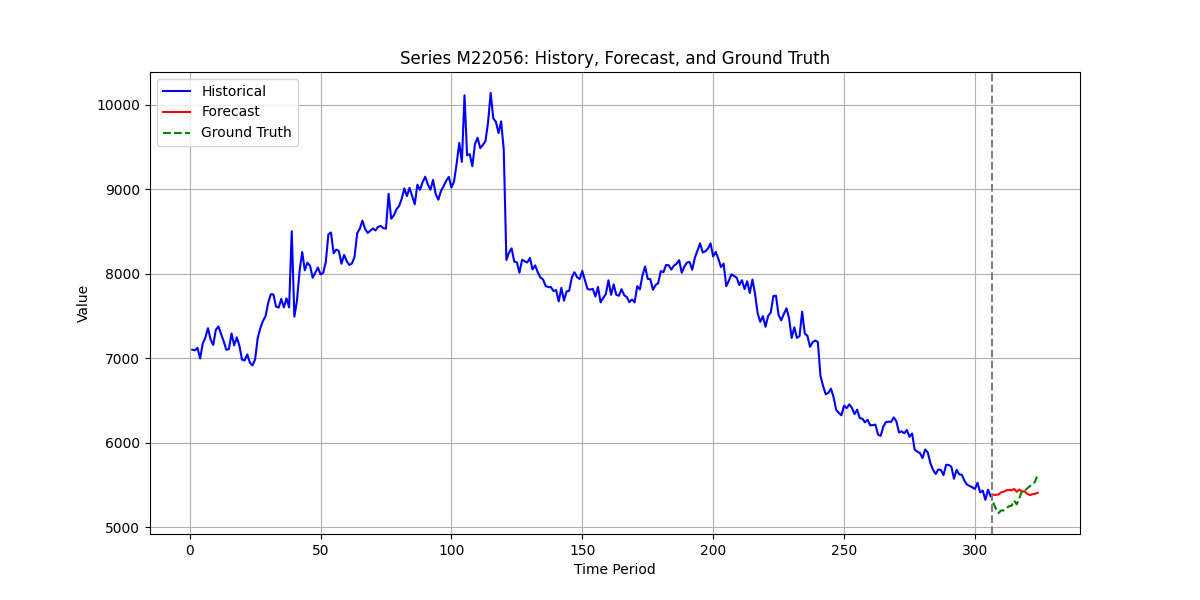 Series M22056: History, Forecast, and Ground Truth
Historical
Forecast
Ground Truth
10000
9000
8000
7000
6000
5000
Value
0 50 100 150 200 250 300
Time Period